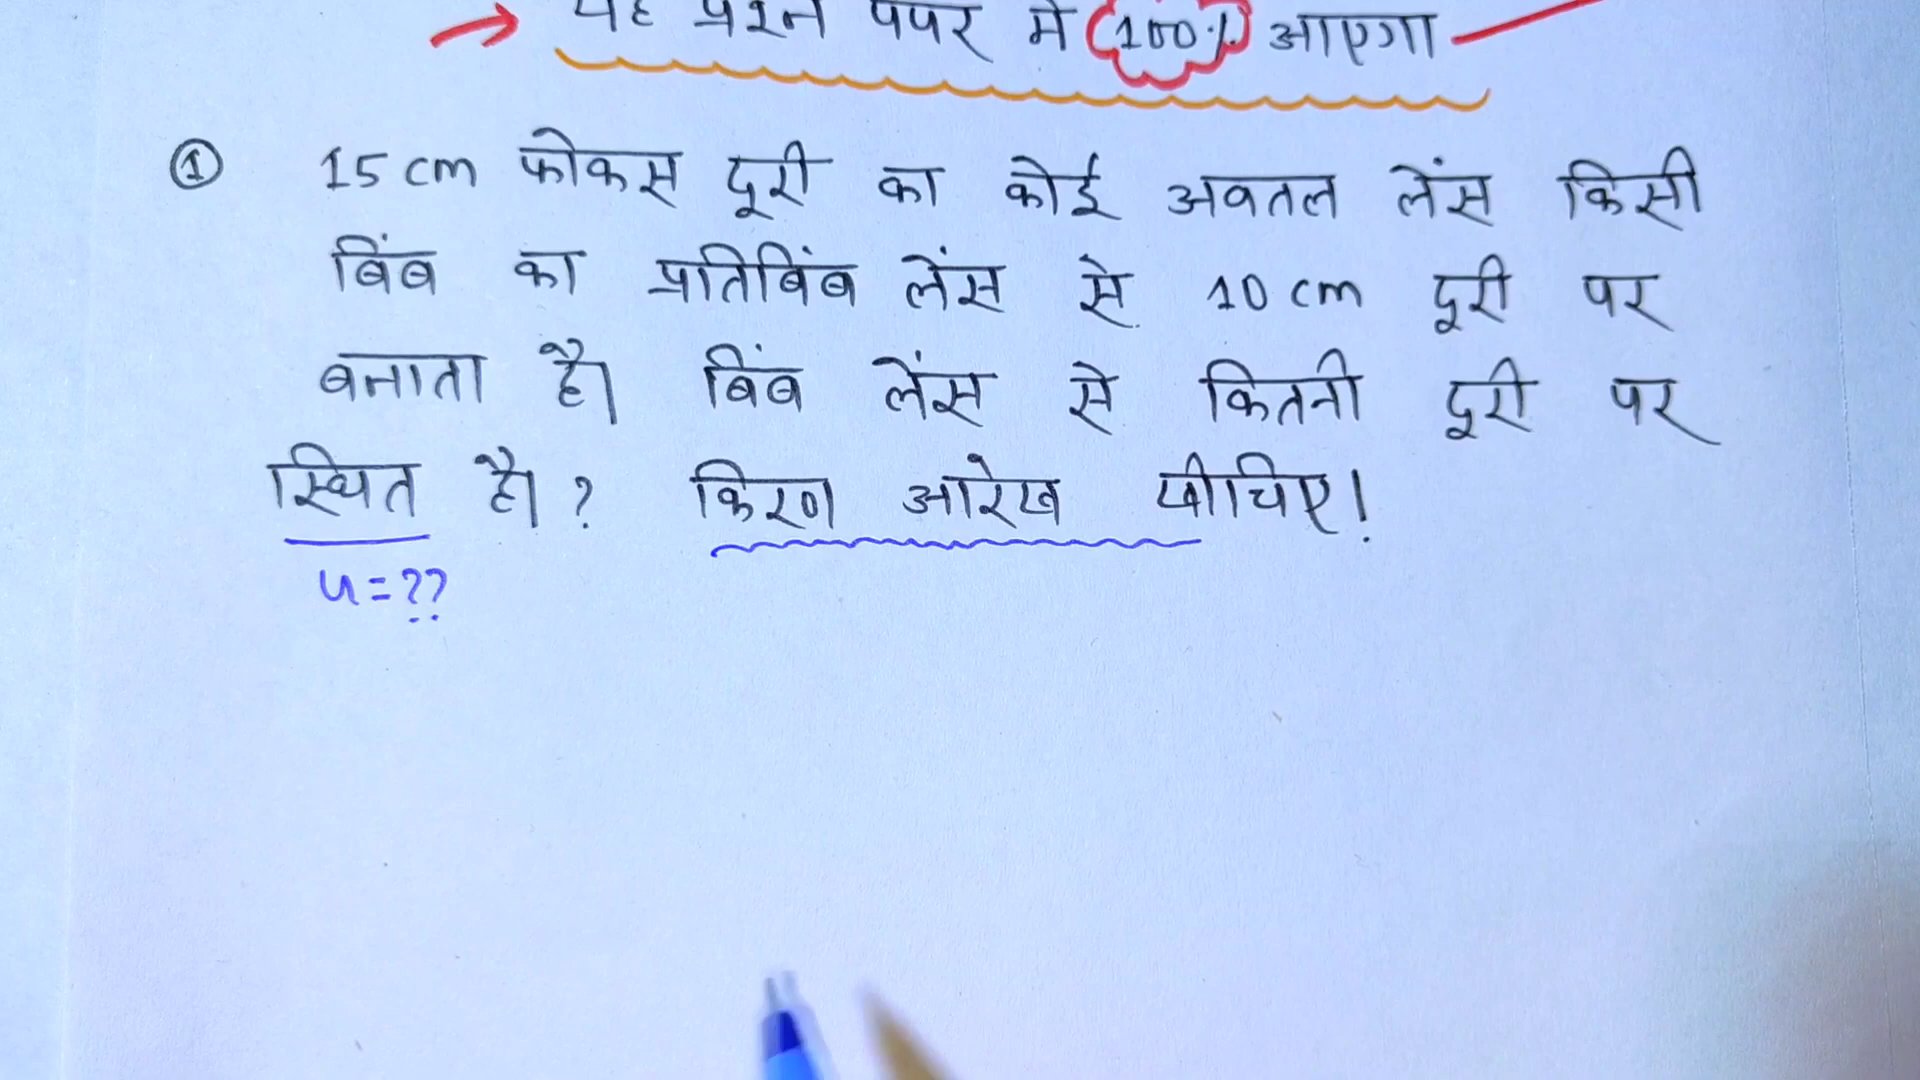 यह प्रश्न पेपर में 100% आएगा
① 15 cm फोकस दूरी का कोई अवतल लेंस किसी
बिंब का प्रतिबिंब लेंस से 10 cm दूरी पर
बनाता है। बिंब लेंस से कितनी दूरी पर
स्थित है। ? किरण आरेख खीचिए!
u = ??